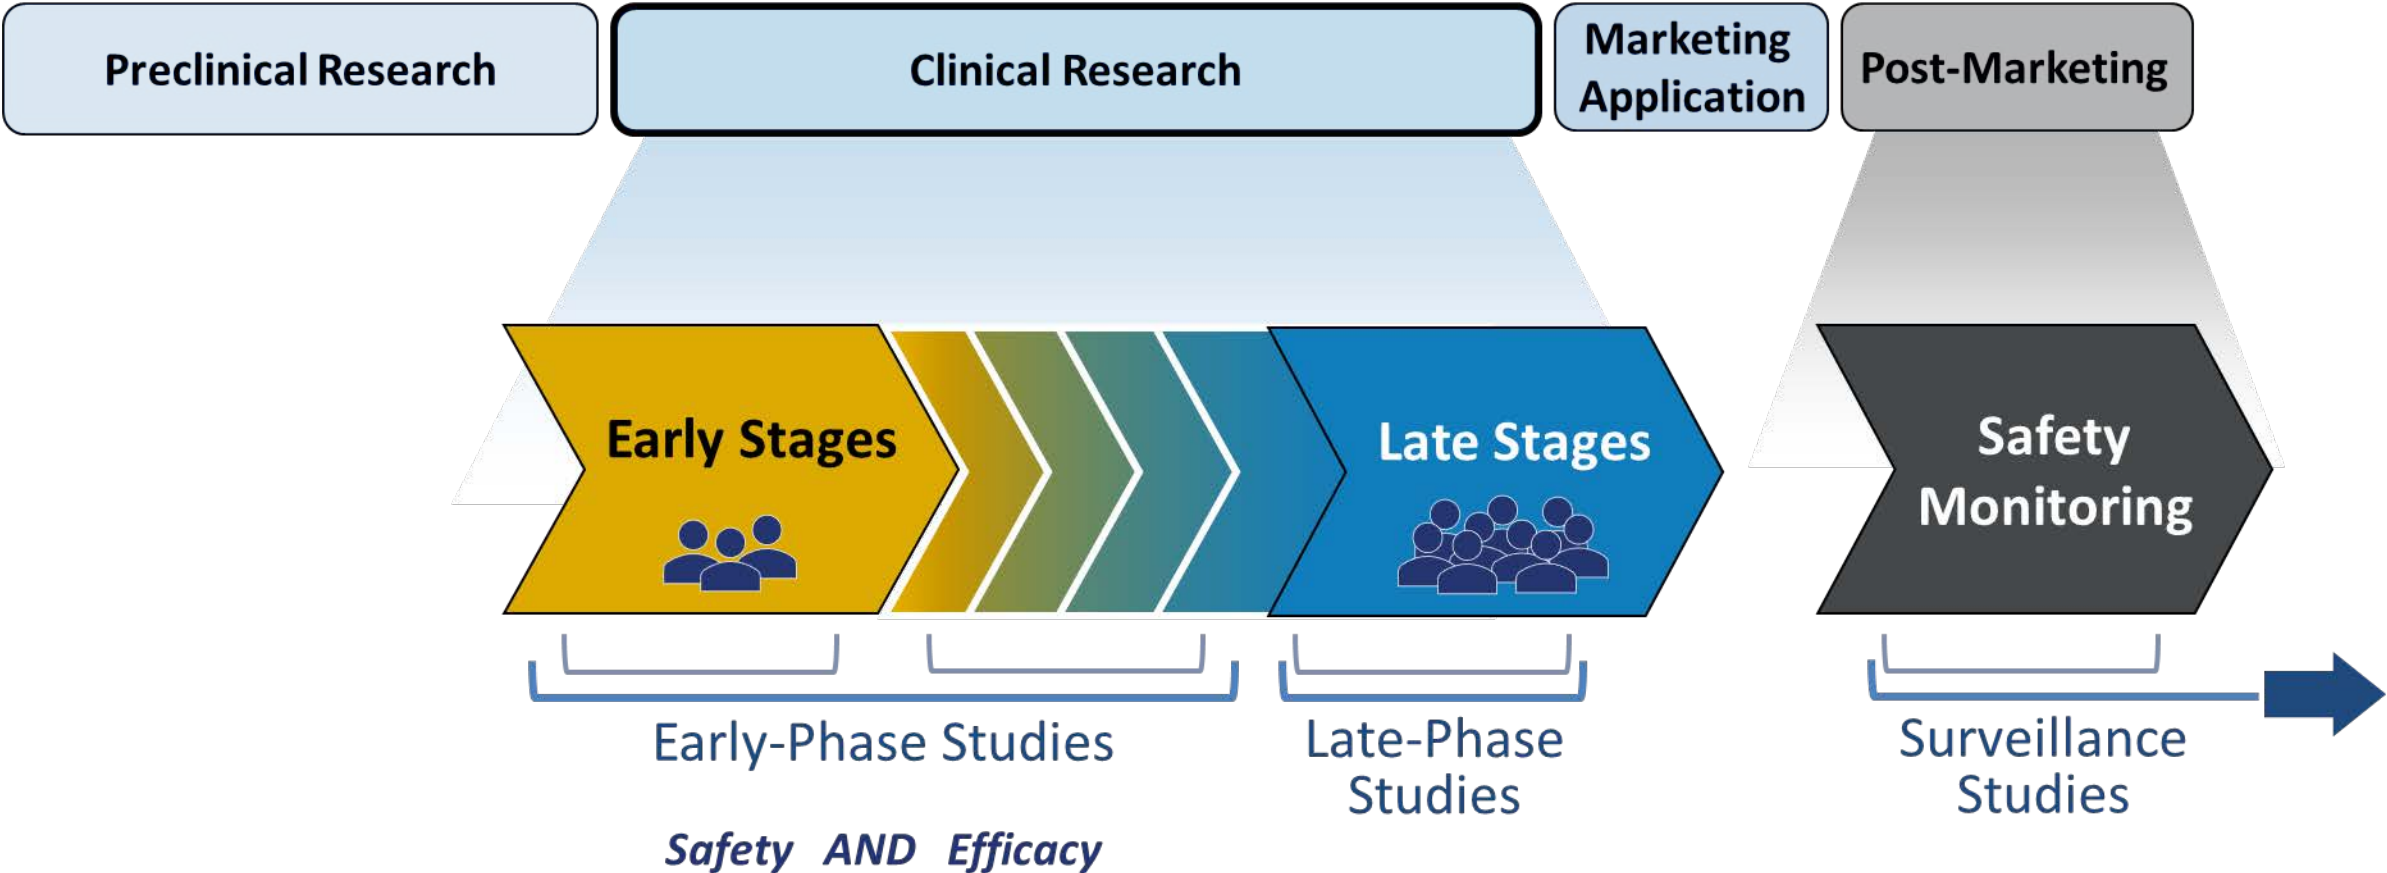 Preclinical Research
Clinical Research
Marketing
Application
Post-Marketing
Early Stages
Late Stages
Safety
Monitoring
Early-Phase Studies
Late-Phase
Studies
Surveillance
Studies
Safety AND Efficacy